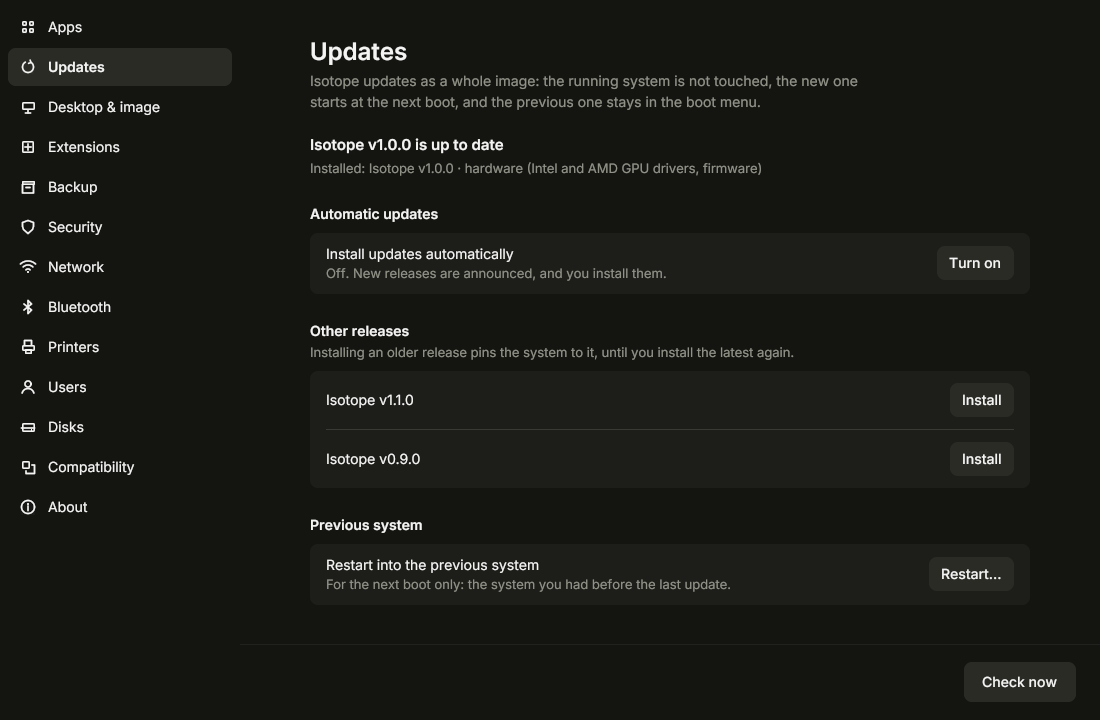 Apps
Updates
Desktop & image
Extensions
Backup
Security
Network
Bluetooth
Printers
Users
Disks
Compatibility
About
Updates
Isotope updates as a whole image: the running system is not touched, the new one
starts at the next boot, and the previous one stays in the boot menu.
Isotope v1.0.0 is up to date
Installed: Isotope v1.0.0 · hardware (Intel and AMD GPU drivers, firmware)
Automatic updates
Install updates automatically
Off. New releases are announced, and you install them.
Turn on
Other releases
Installing an older release pins the system to it, until you install the latest again.
Isotope v1.1.0
Install
Isotope v0.9.0
Install
Previous system
Restart into the previous system
For the next boot only: the system you had before the last update.
Restart...
Check now